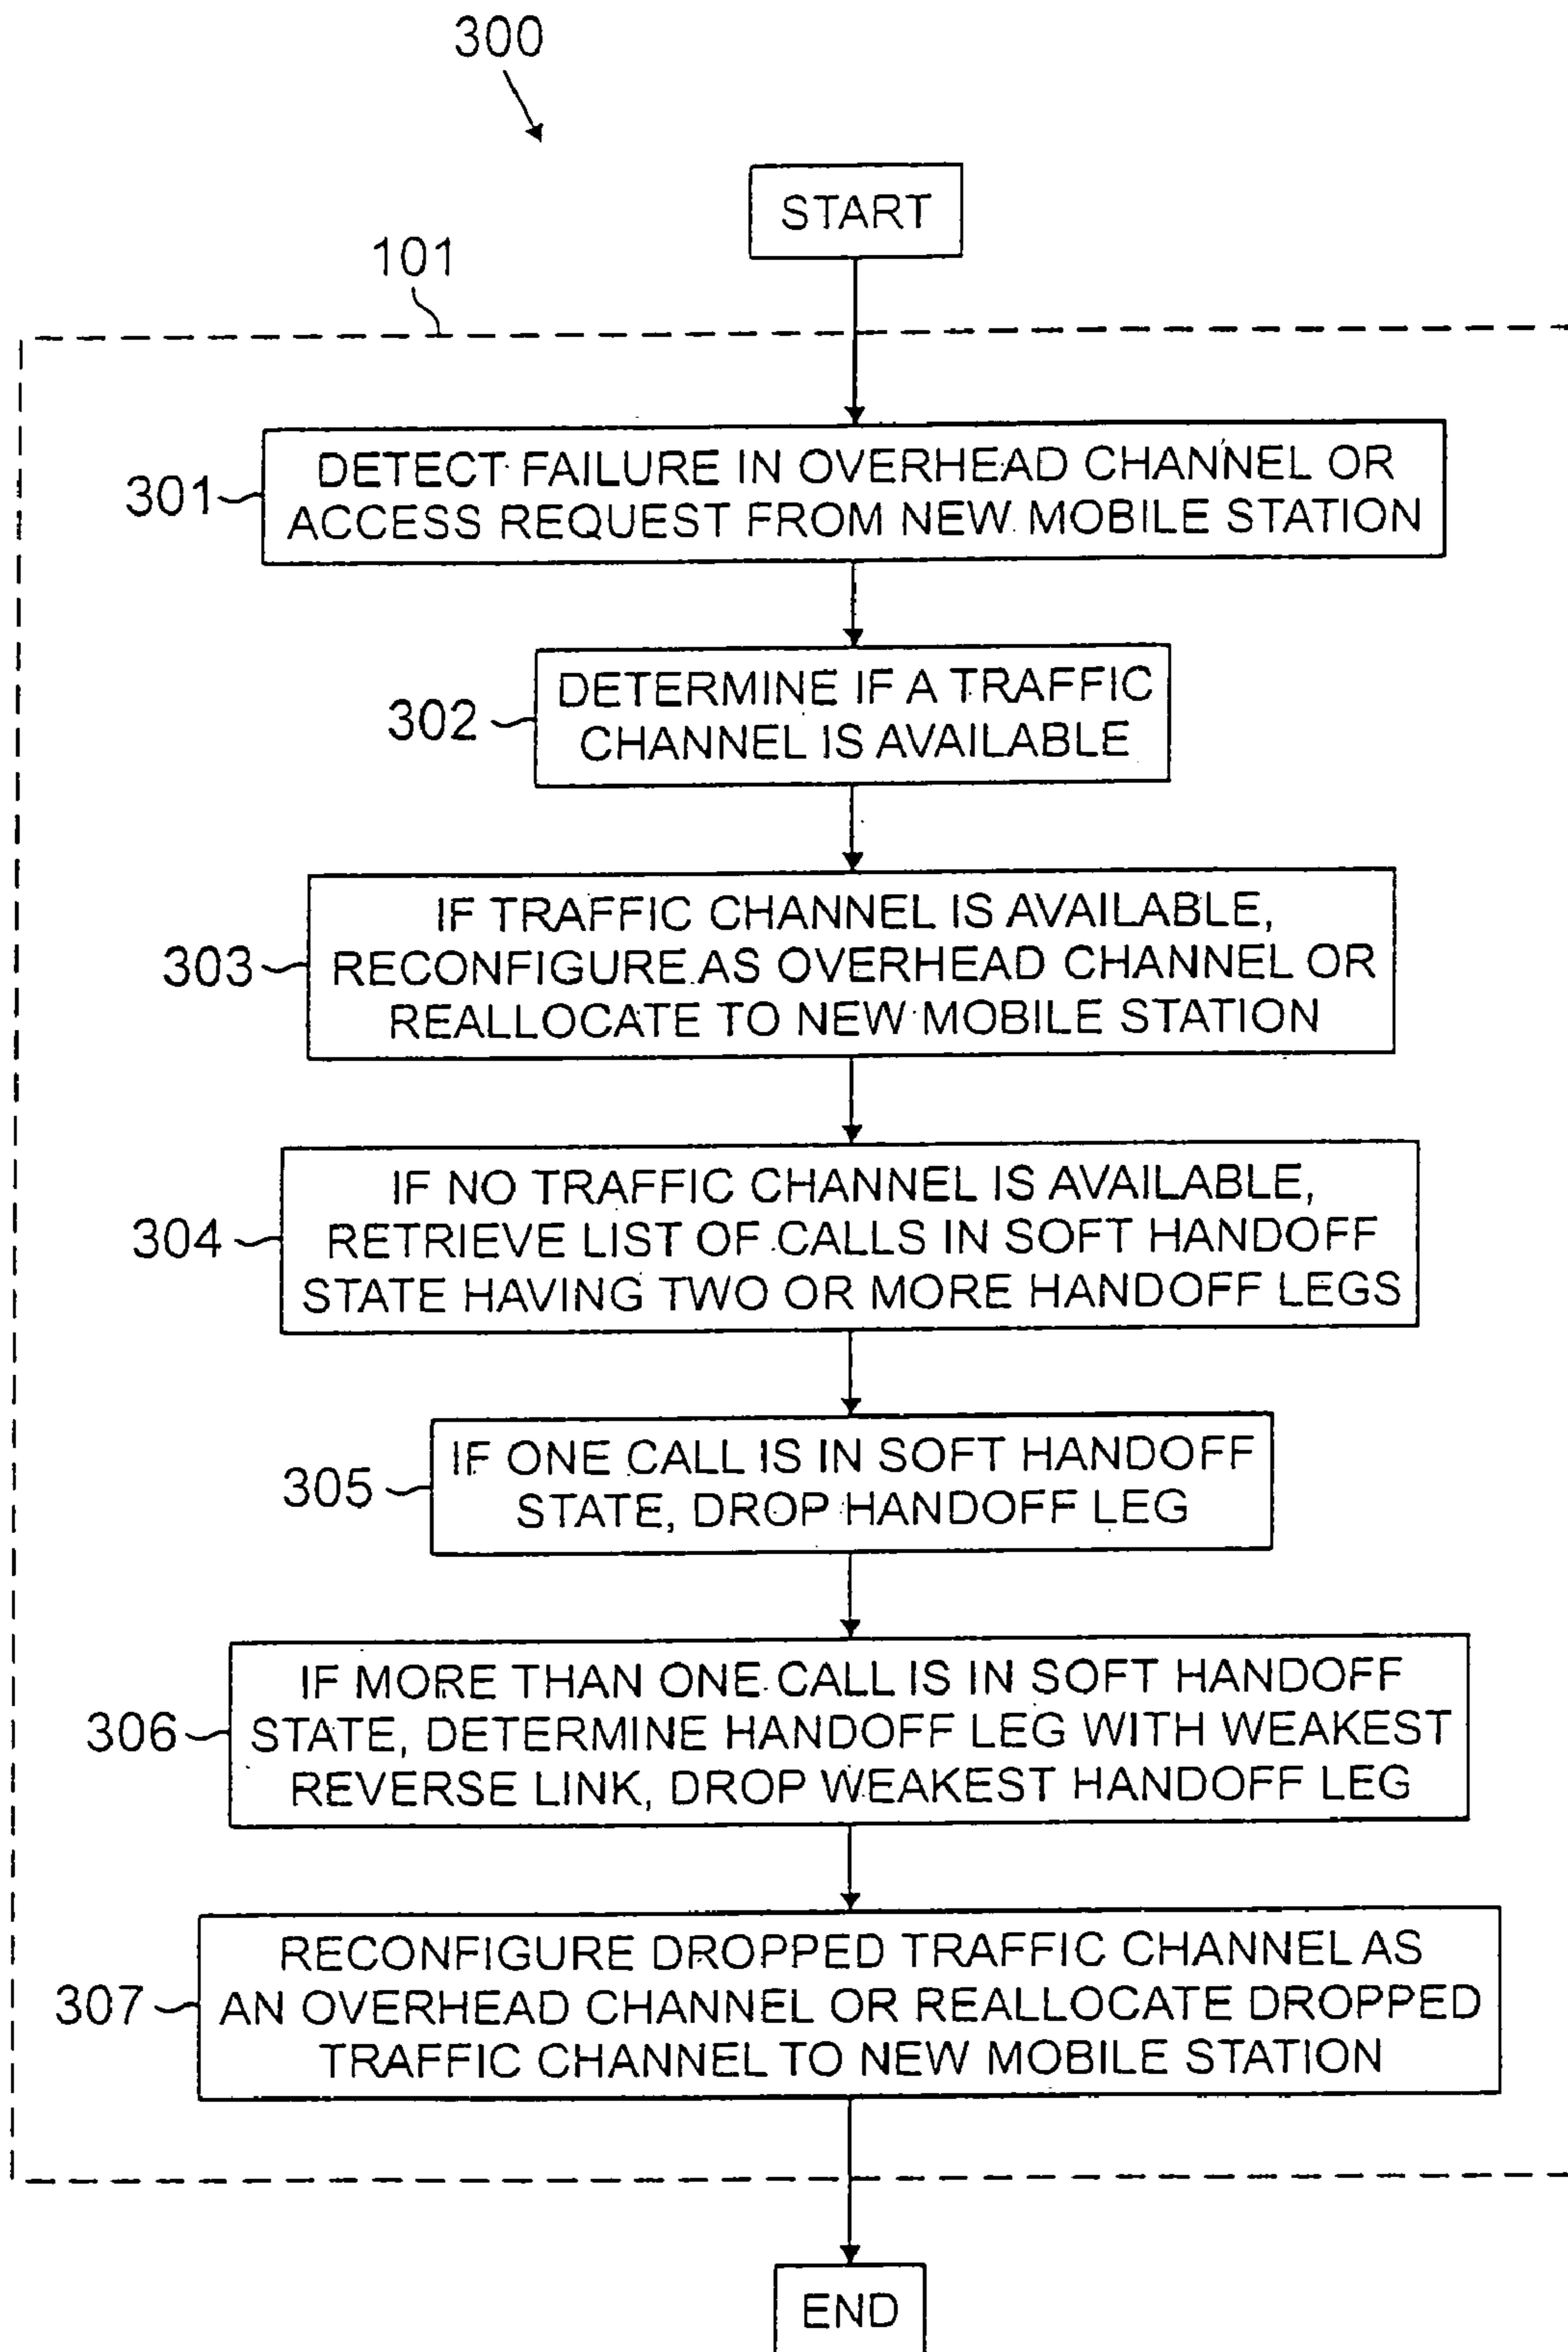 300
START
101
301
DETECT FAILURE IN OVERHEAD CHANNEL OR
ACCESS REQUEST FROM NEW MOBILE STATION
302
DETERMINE IF A TRAFFIC
CHANNEL IS AVAILABLE
303
IF TRAFFIC CHANNEL IS AVAILABLE,
RECONFIGURE AS OVERHEAD CHANNEL OR
REALLOCATE TO NEW MOBILE STATION
304
IF NO TRAFFIC CHANNEL IS AVAILABLE,
RETRIEVE LIST OF CALLS IN SOFT HANDOFF
STATE HAVING TWO OR MORE HANDOFF LEGS
305
IF ONE CALL IS IN SOFT HANDOFF
STATE, DROP HANDOFF LEG
306
IF MORE THAN ONE CALL IS IN SOFT HANDOFF
STATE, DETERMINE HANDOFF LEG WITH WEAKEST
REVERSE LINK, DROP WEAKEST HANDOFF LEG
307
RECONFIGURE DROPPED TRAFFIC CHANNEL AS
AN OVERHEAD CHANNEL OR REALLOCATE DROPPED
TRAFFIC CHANNEL TO NEW MOBILE STATION
END